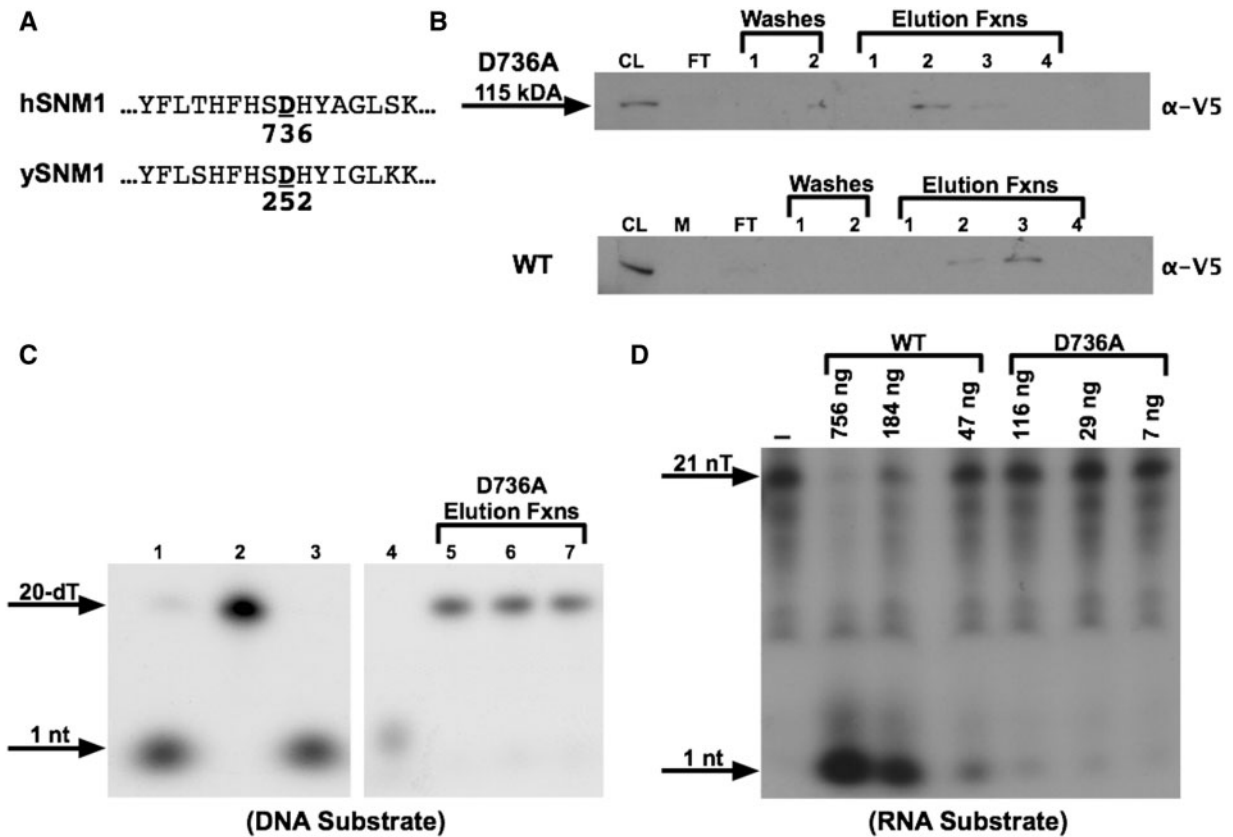 A
hSNM1 ...YFLTHFHSDHYAGLSK...
736
ySNM1 ...YFLSHFHSDHYIGLKK...
252
B
Washes Elution Fxns
D736A CL FT 1 2 1 2 3 4
115 kDA
α-V5
Washes Elution Fxns
CL M FT 1 2 1 2 3 4
WT
α-V5
C
D736A
Elution Fxns
1 2 3 4 5 6 7
20-dT
1 nt
(DNA Substrate)
D
WT D736A
– 756 ng 184 ng 47 ng 116 ng 29 ng 7 ng
21 nT
1 nt
(RNA Substrate)